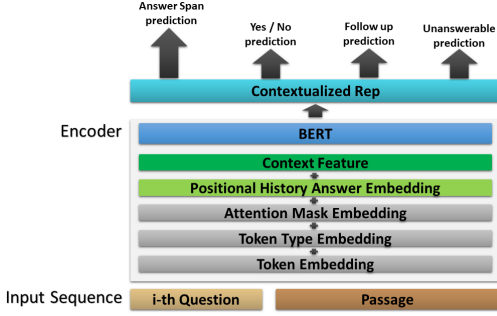 Answer Span
prediction
Yes / No
prediction
Follow up
prediction
Unanswerable
prediction
Contextualized Rep
Encoder
BERT
Context Feature
Positional History Answer Embedding
Attention Mask Embedding
Token Type Embedding
Token Embedding
Input Sequence
i-th Question
Passage